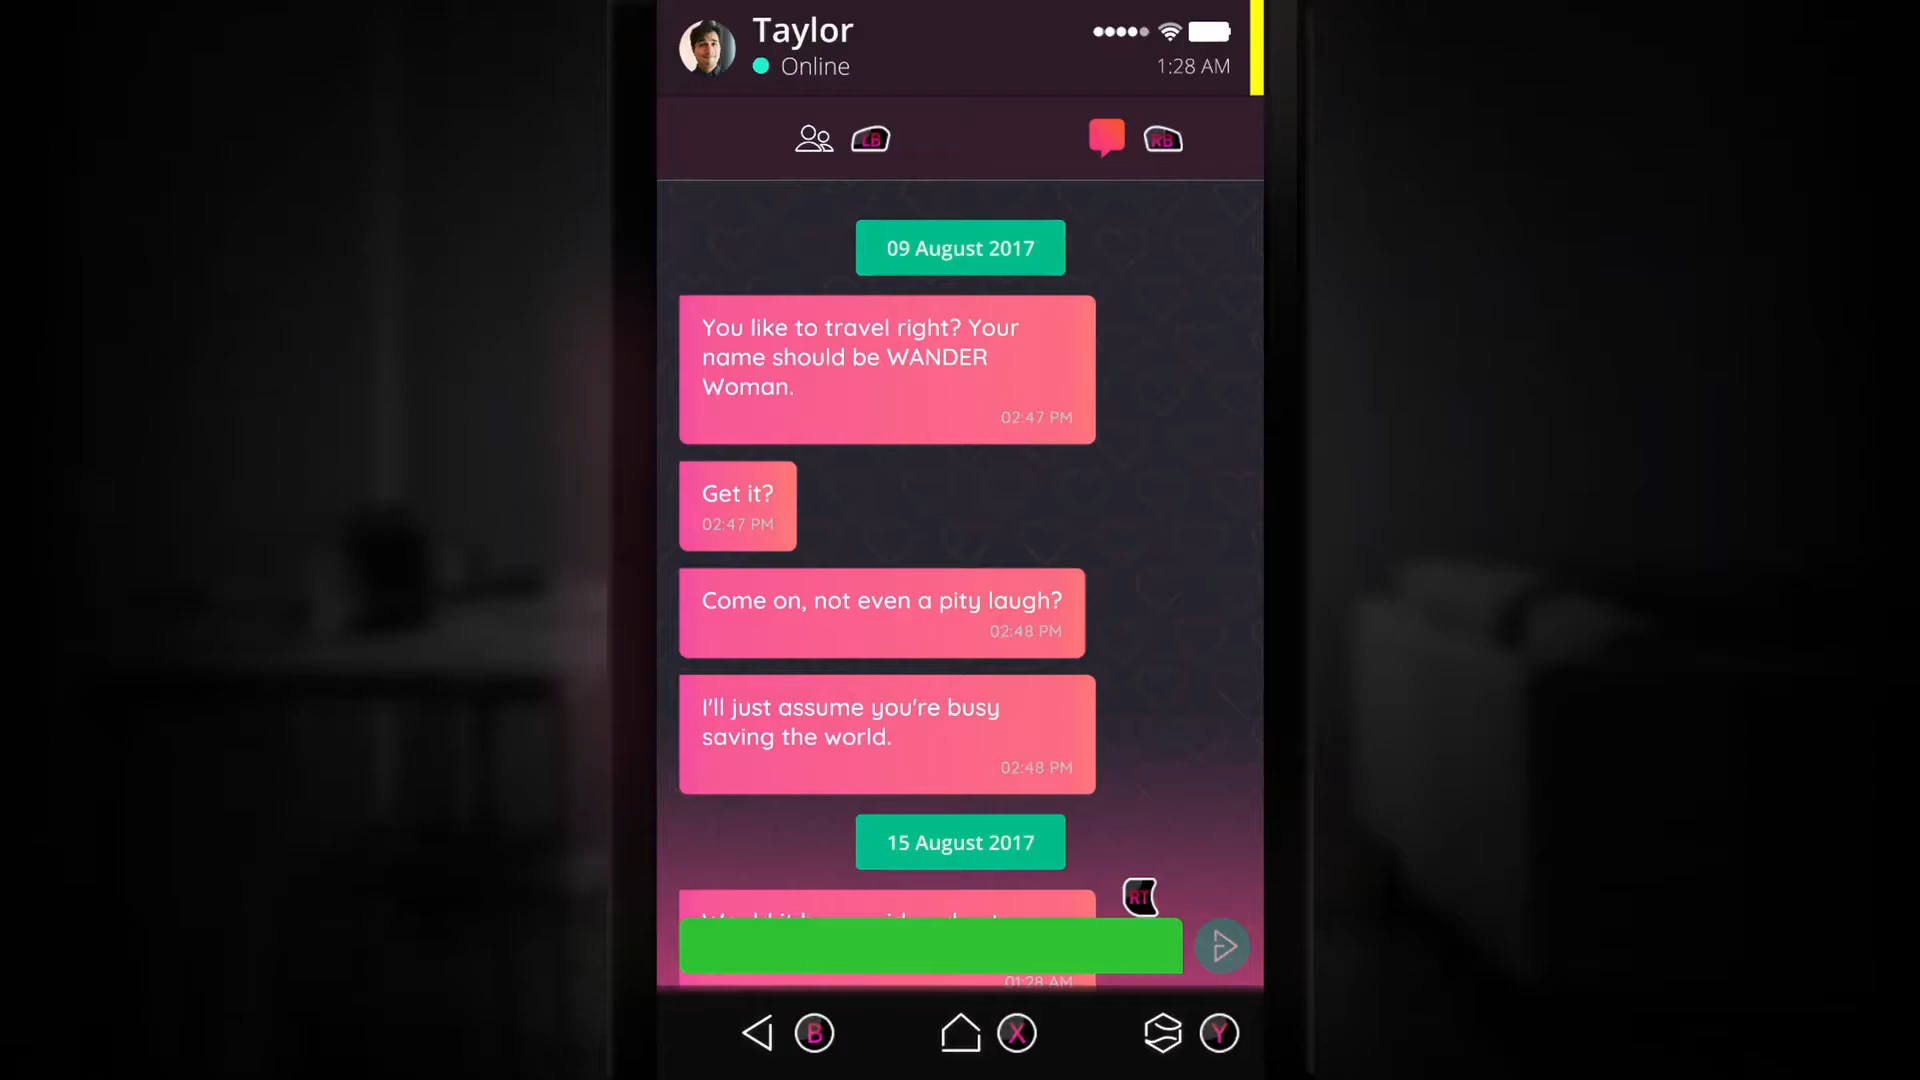 Taylor
Online
1:28 AM
LB
RB
09 August 2017
You like to travel right? Your
name should be WANDER
Woman.
02:47 PM
Get it?
02:47 PM
Come on, not even a pity laugh?
02:48 PM
I'll just assume you're busy
saving the world.
02:48 PM
15 August 2017
RT
01:28 AM
B
X
Y